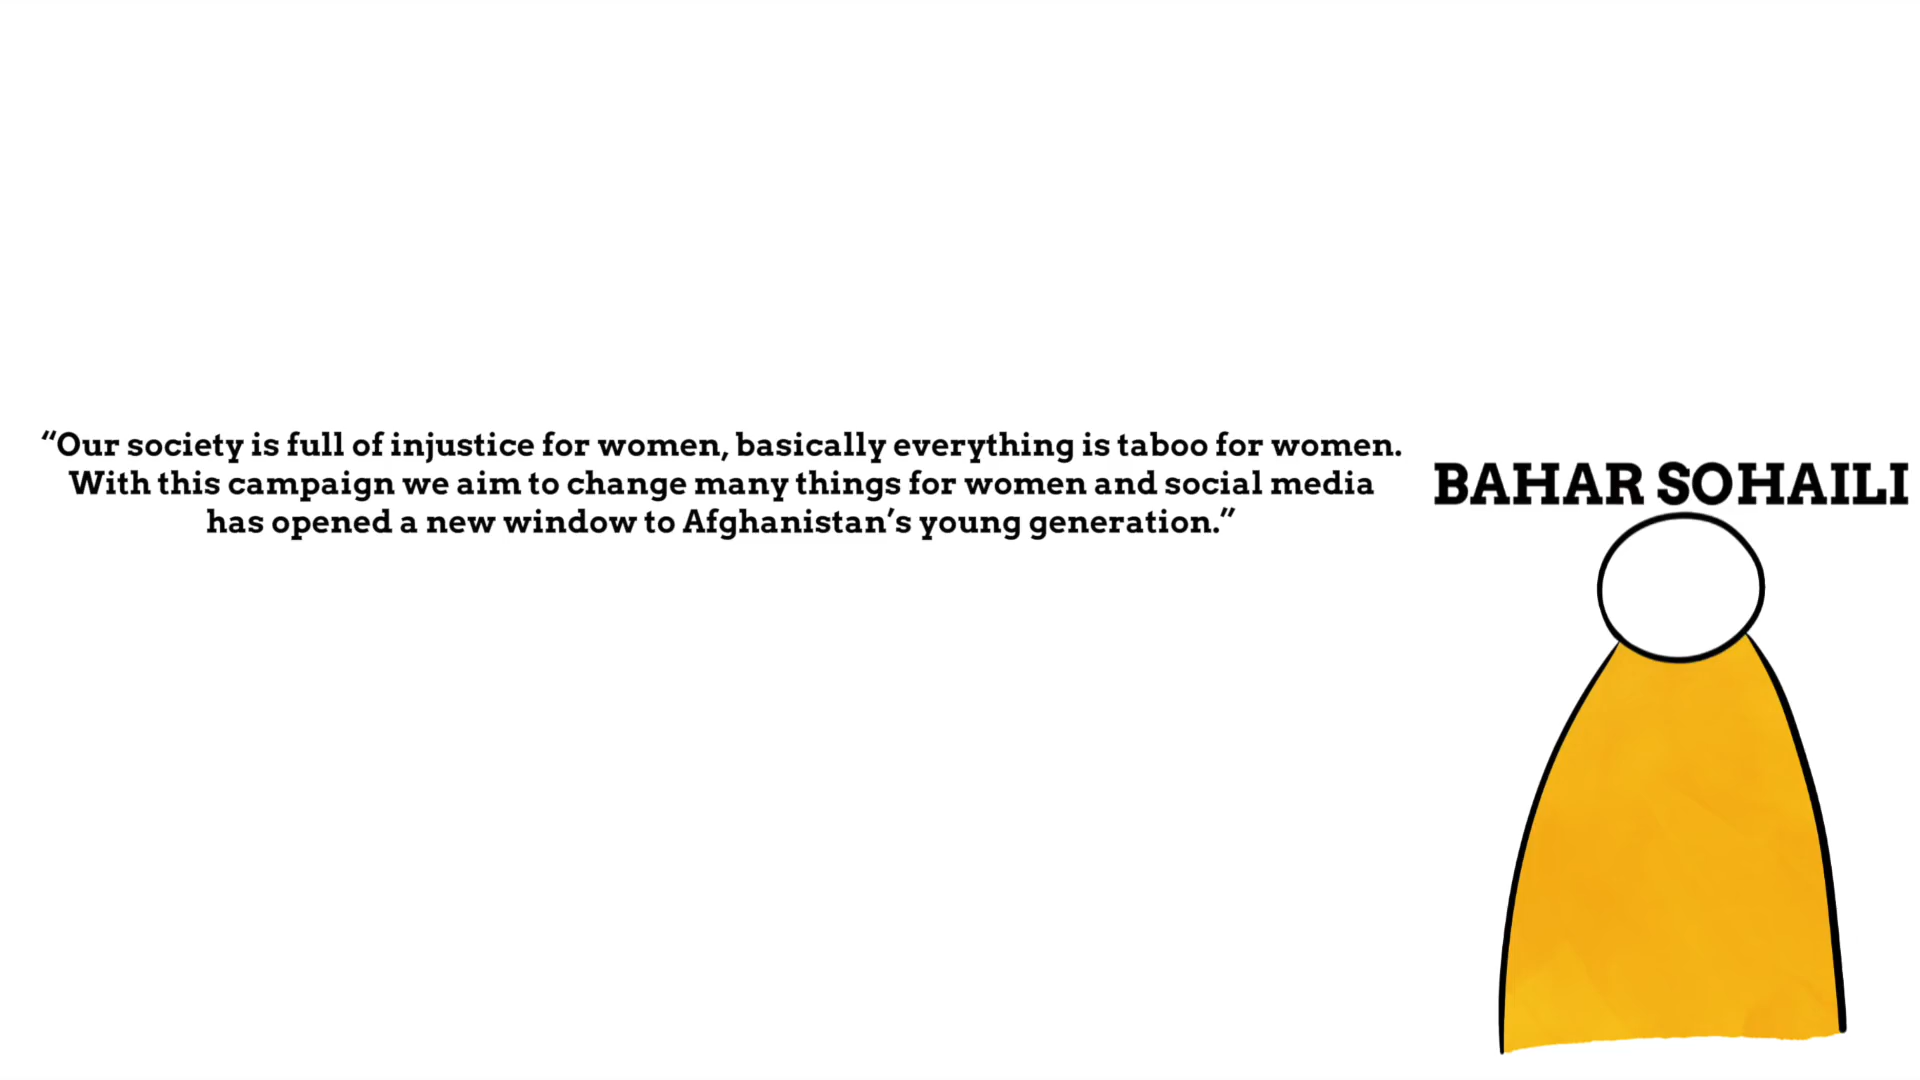 “Our society is full of injustice for women, basically everything is taboo for women.
With this campaign we aim to change many things for women and social media
has opened a new window to Afghanistan’s young generation.”
BAHAR SOHAILI